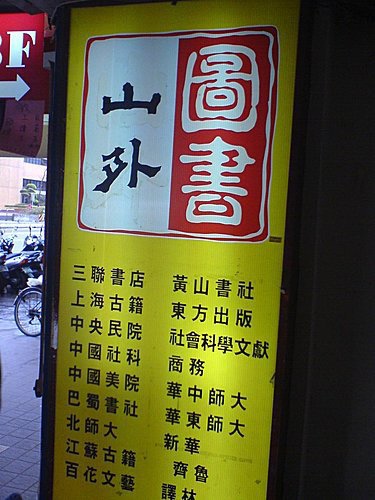 3F
山外
圖書
三聯書店
上海古籍
中央民院
中國社科
中國美院
巴蜀書社
北師大
江蘇古籍
百花文藝
黃山書社
東方出版
社會科學文獻
商務
華中師大
華東師大
新華
齊魯
譯林